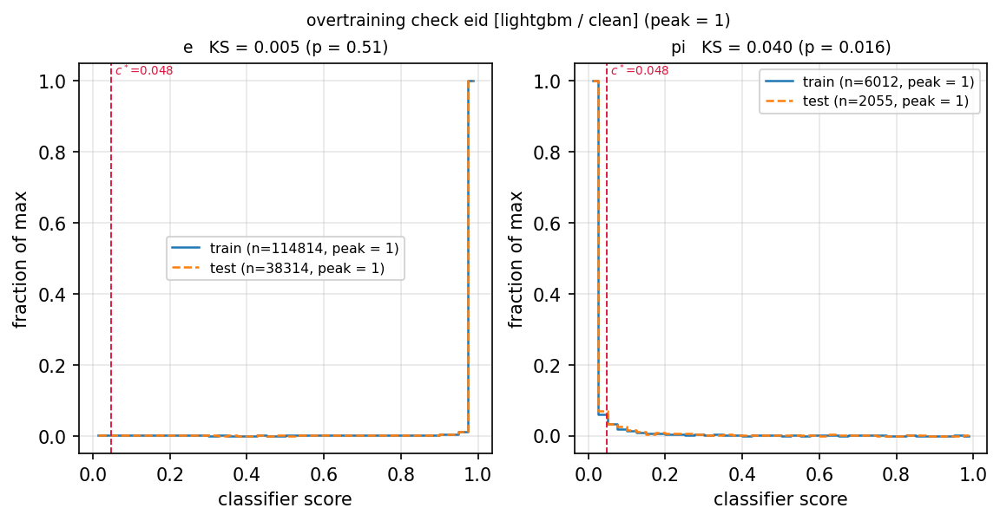 overtraining check eid [lightgbm / clean] (peak = 1)
e   KS = 0.005 (p = 0.51)
c*=0.048
1.0
0.8
0.6
0.4
0.2
0.0
fraction of max
train (n=114814, peak = 1)
test (n=38314, peak = 1)
0.0 0.2 0.4 0.6 0.8 1.0
classifier score
pi   KS = 0.040 (p = 0.016)
c*=0.048
train (n=6012, peak = 1)
test (n=2055, peak = 1)
1.0
0.8
0.6
0.4
0.2
0.0
fraction of max
0.0 0.2 0.4 0.6 0.8 1.0
classifier score